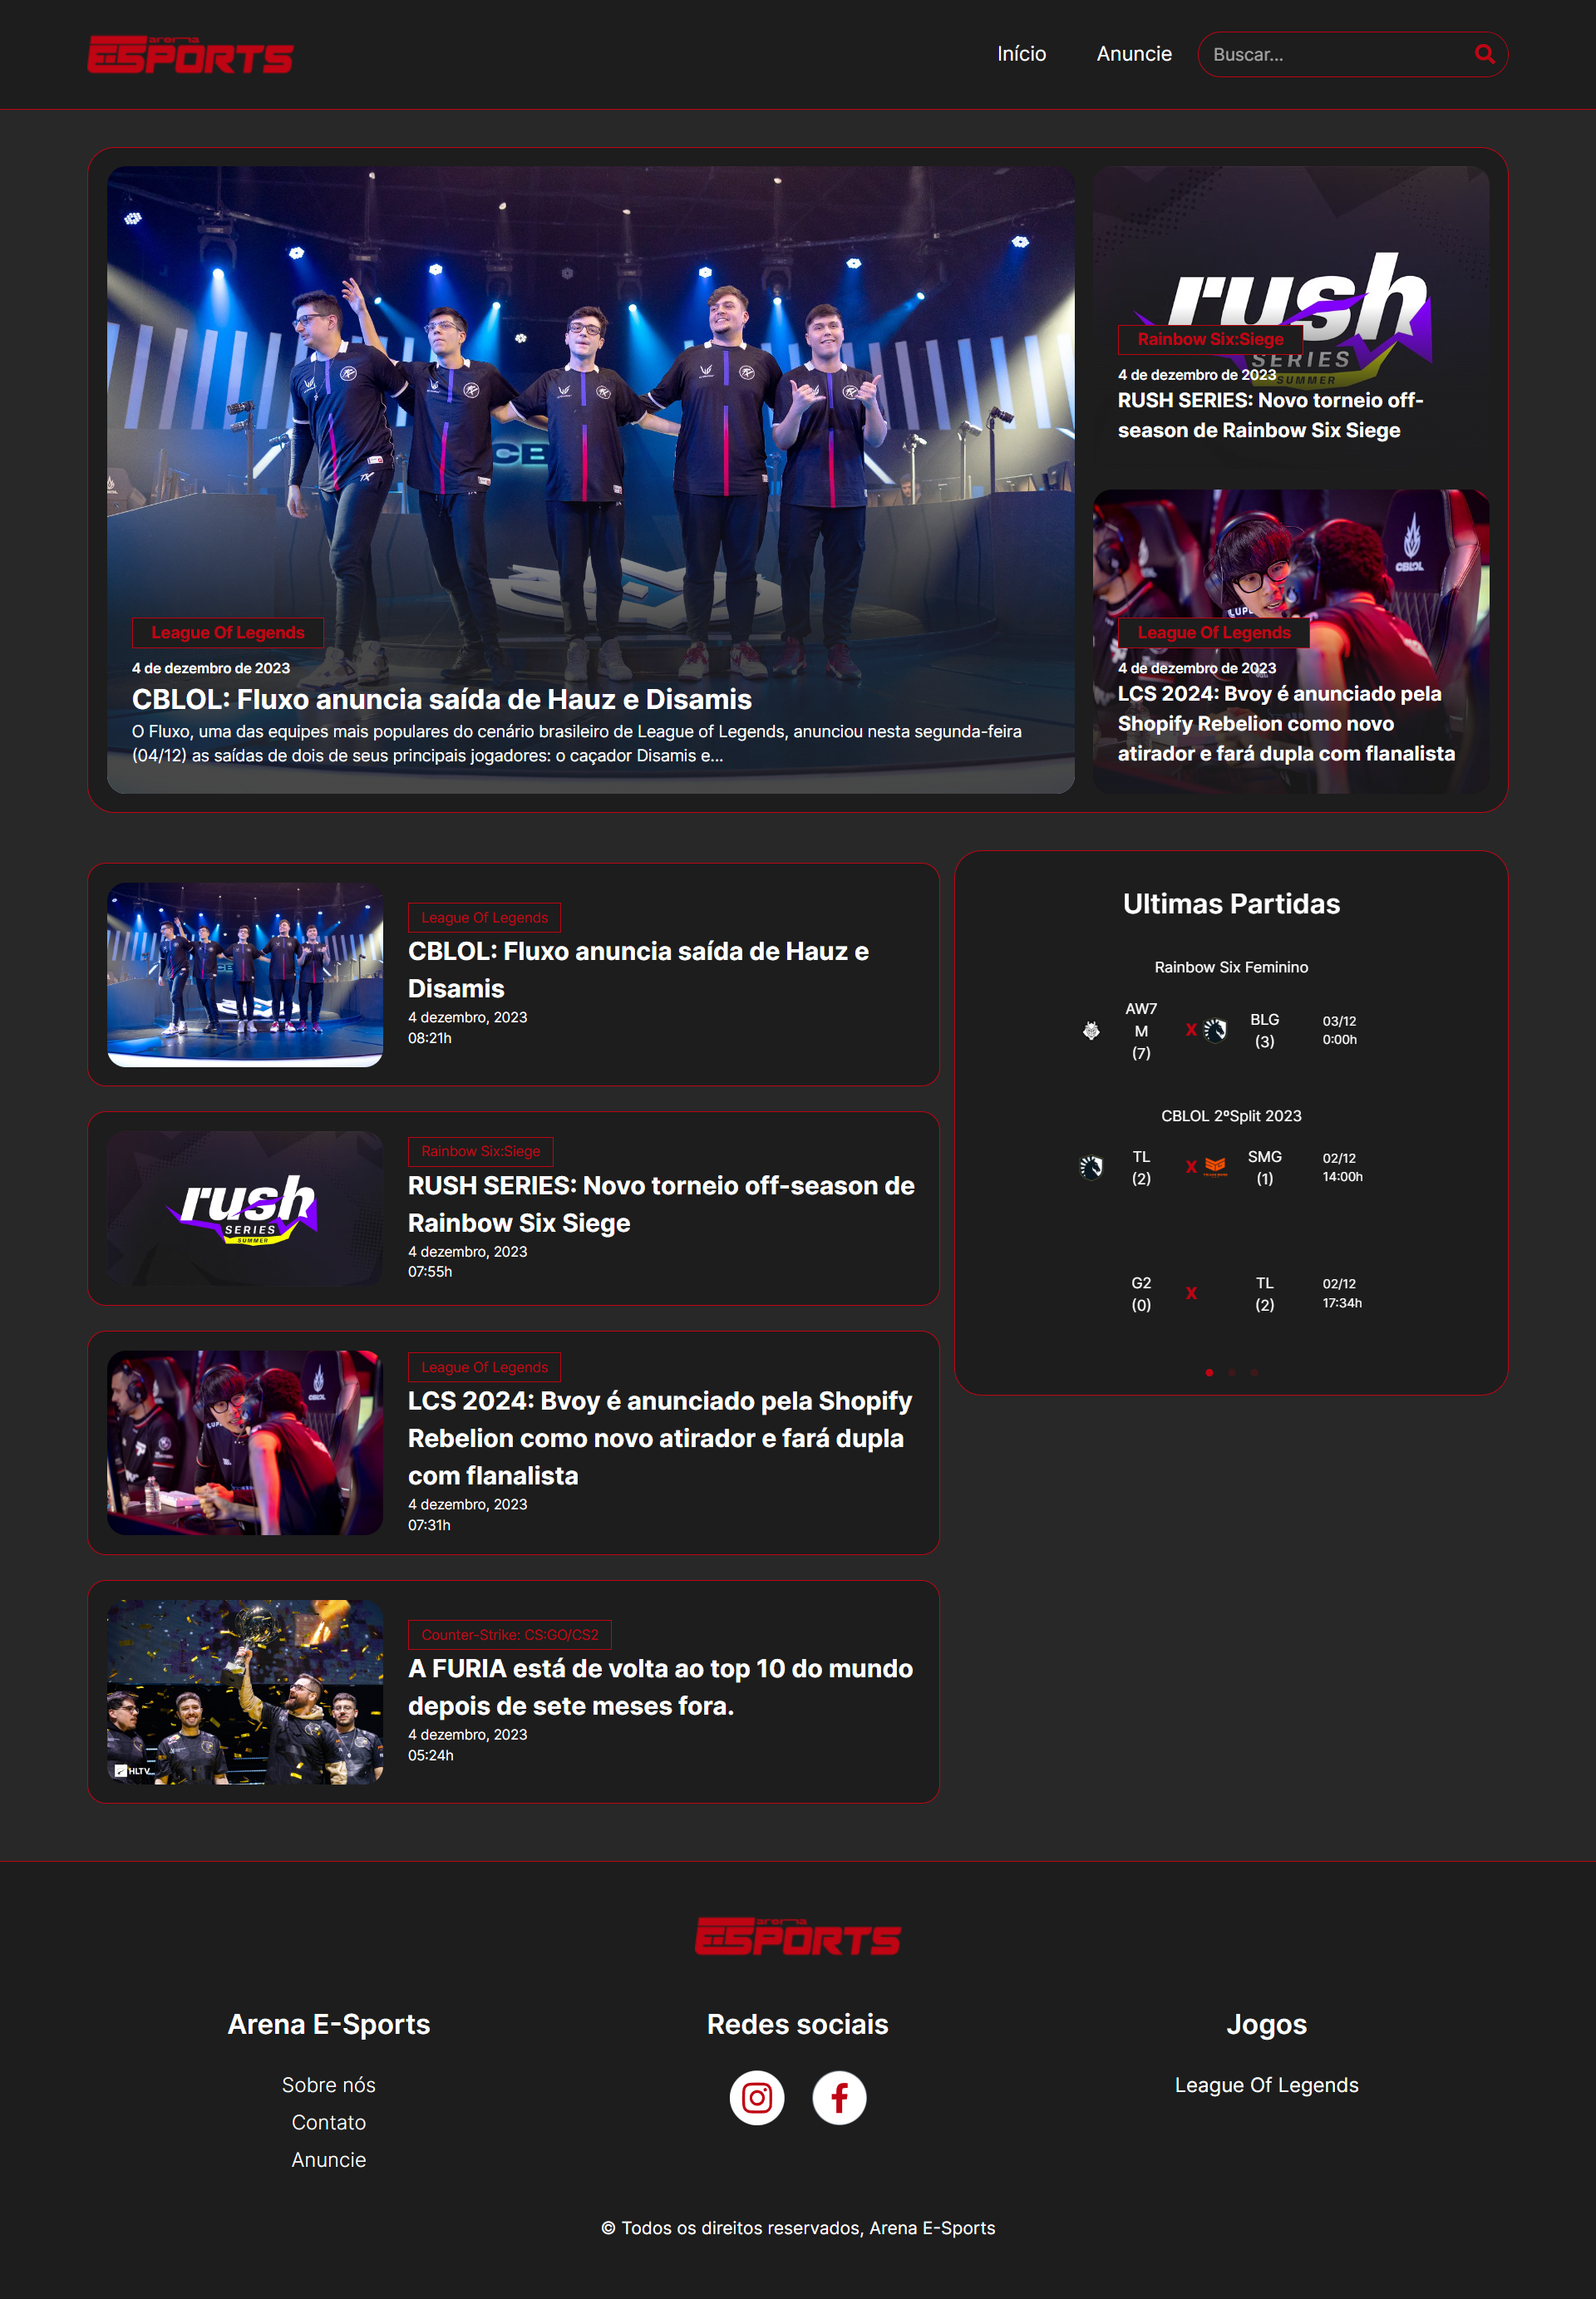 arena
ESPORTS
Início
Anuncie
Buscar...
CBL
League Of Legends
4 de dezembro de 2023
CBLOL: Fluxo anuncia saída de Hauz e Disamis
O Fluxo, uma das equipes mais populares do cenário brasileiro de League of Legends, anunciou nesta segunda-feira
(04/12) as saídas de dois de seus principais jogadores: o caçador Disamis e...
rush
SERIES
SUMMER
Rainbow Six:Siege
4 de dezembro de 2023
RUSH SERIES: Novo torneio off-
season de Rainbow Six Siege
CBLOL
League Of Legends
4 de dezembro de 2023
LCS 2024: Bvoy é anunciado pela
Shopify Rebelion como novo
atirador e fará dupla com flanalista
League Of Legends
CBLOL: Fluxo anuncia saída de Hauz e
Disamis
4 dezembro, 2023
08:21h
rush
SERIES
SUMMER
Rainbow Six:Siege
RUSH SERIES: Novo torneio off-season de
Rainbow Six Siege
4 dezembro, 2023
07:55h
CBLOL
League Of Legends
LCS 2024: Bvoy é anunciado pela Shopify
Rebelion como novo atirador e fará dupla
com flanalista
4 dezembro, 2023
07:31h
HLTV
Counter-Strike: CS:GO/CS2
A FURIA está de volta ao top 10 do mundo
depois de sete meses fora.
4 dezembro, 2023
05:24h
Ultimas Partidas
Rainbow Six Feminino
AW7
M
(7)
X
BLG
(3)
03/12
0:00h
CBLOL 2ºSplit 2023
TL
(2)
X
SMG
(1)
02/12
14:00h
G2
(0)
X
TL
(2)
02/12
17:34h
arena
ESPORTS
Arena E-Sports
Sobre nós
Contato
Anuncie
Redes sociais
Jogos
League Of Legends
© Todos os direitos reservados, Arena E-Sports